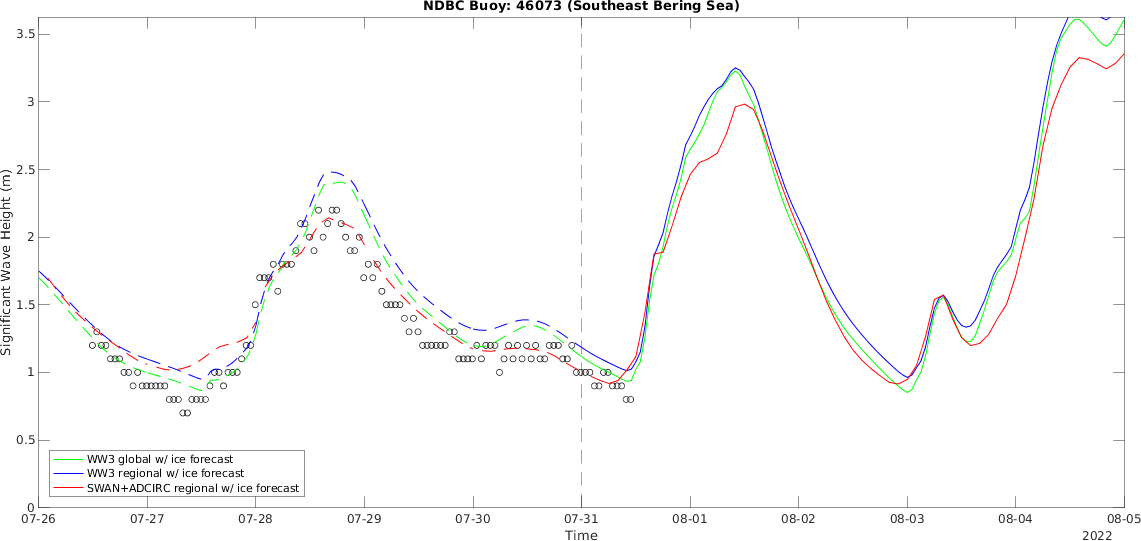 NDBC Buoy: 46073 (Southeast Bering Sea)
Significant Wave Height (m)
3.5
3
2.5
2
1.5
1
0.5
0
WW3 global w/ ice forecast
WW3 regional w/ ice forecast
SWAN+ADCIRC regional w/ ice forecast
07-26 07-27 07-28 07-29 07-30 07-31 08-01 08-02 08-03 08-04 08-05
Time
2022